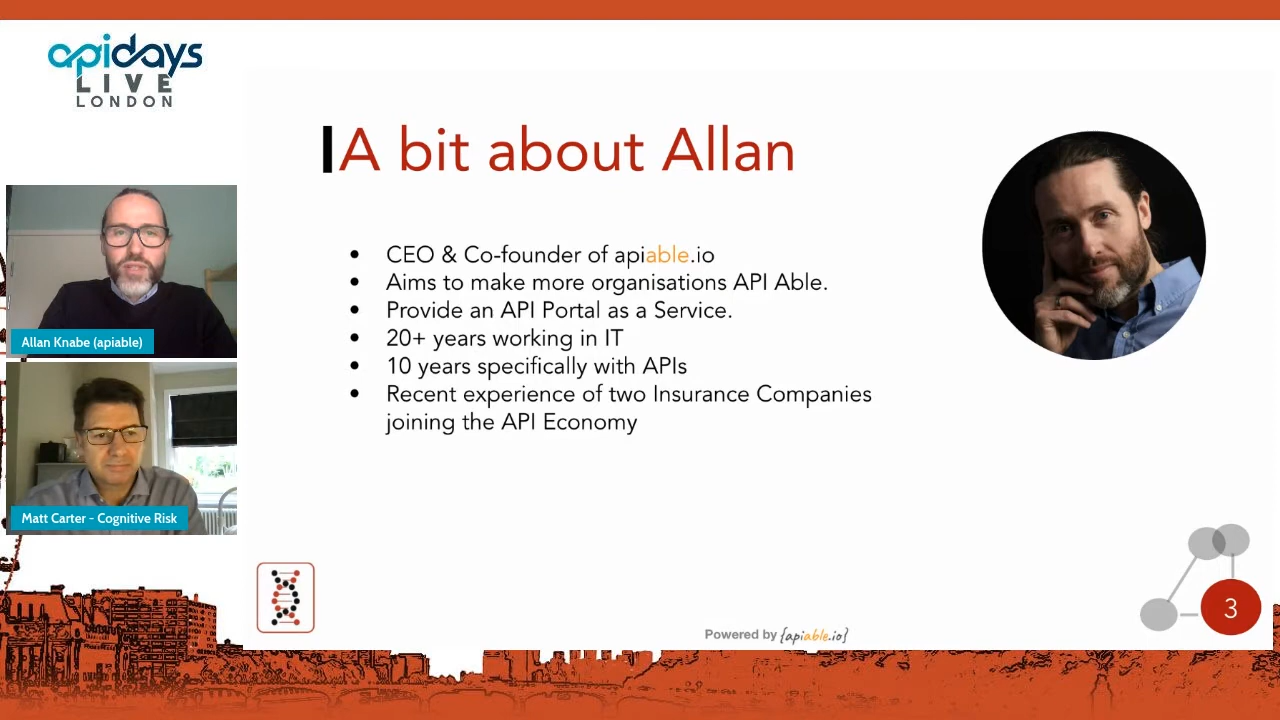 apidays
LIVE
LONDON
A bit about Allan
• CEO & Co-founder of apiable.io
• Aims to make more organisations API Able.
• Provide an API Portal as a Service.
• 20+ years working in IT
• 10 years specifically with APIs
• Recent experience of two Insurance Companies
joining the API Economy
Allan Knabe (apiable)
Matt Carter - Cognitive Risk
3
Powered by {apiable.io}